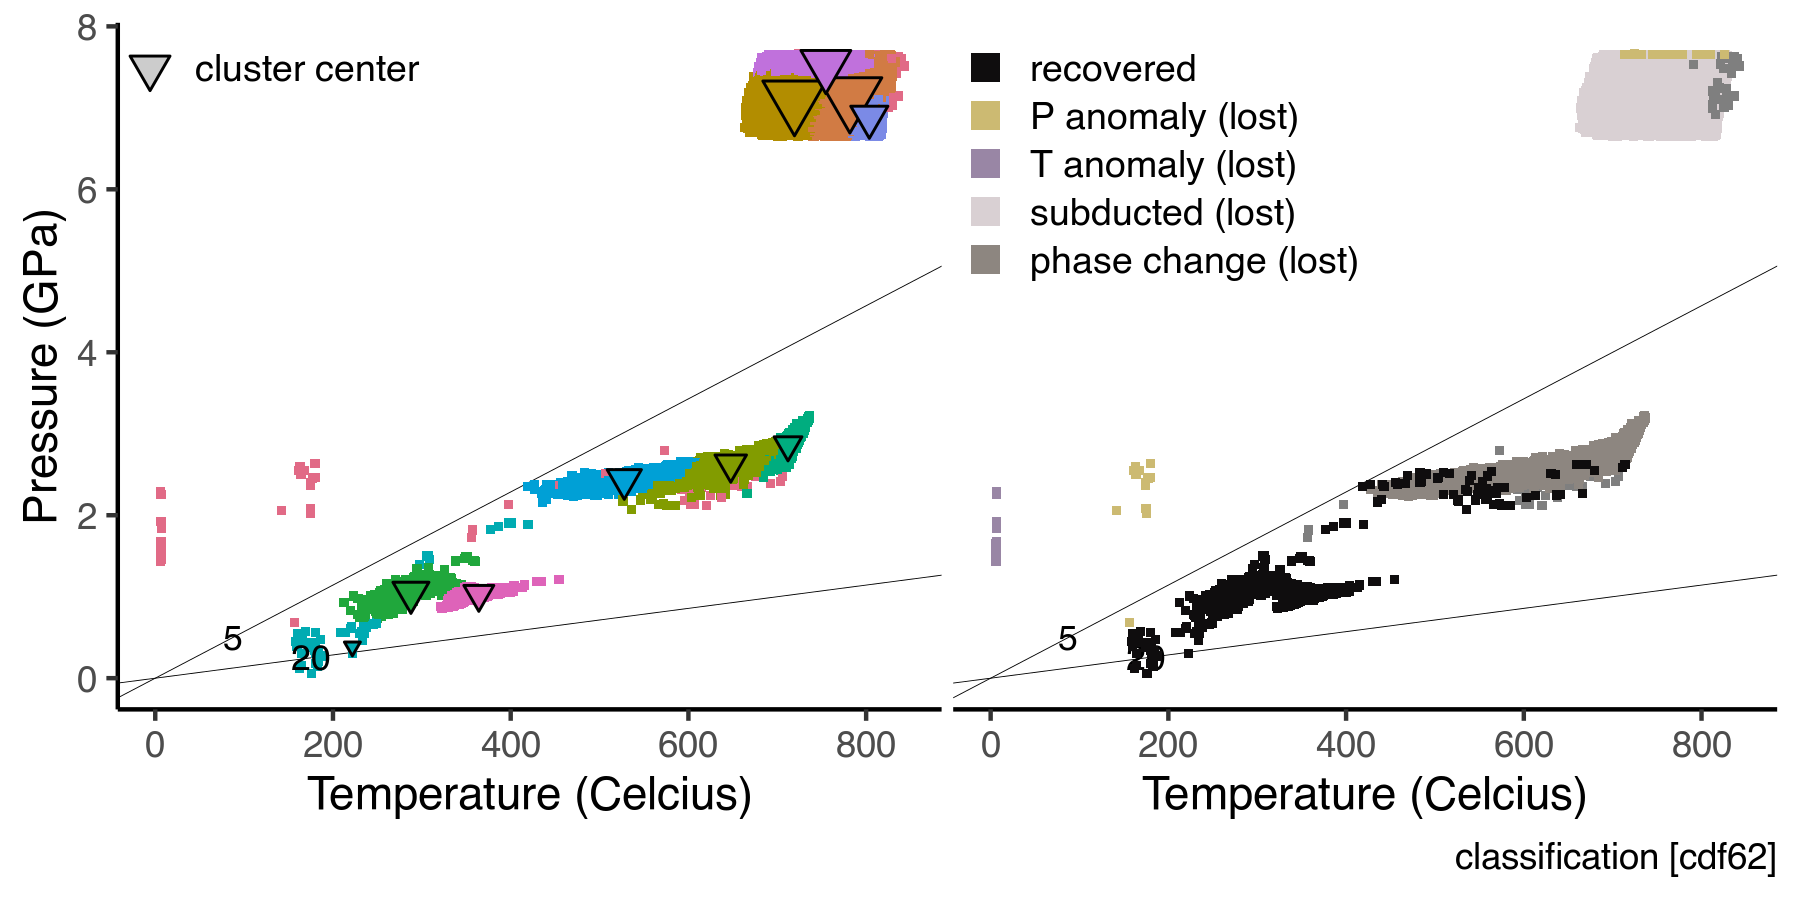 8
6
4
2
0
Pressure (GPa)
cluster center
5
20
0 200 400 600 800
Temperature (Celcius)
recovered
P anomaly (lost)
T anomaly (lost)
subducted (lost)
phase change (lost)
5
20
0 200 400 600 800
Temperature (Celcius)
classification [cdf62]